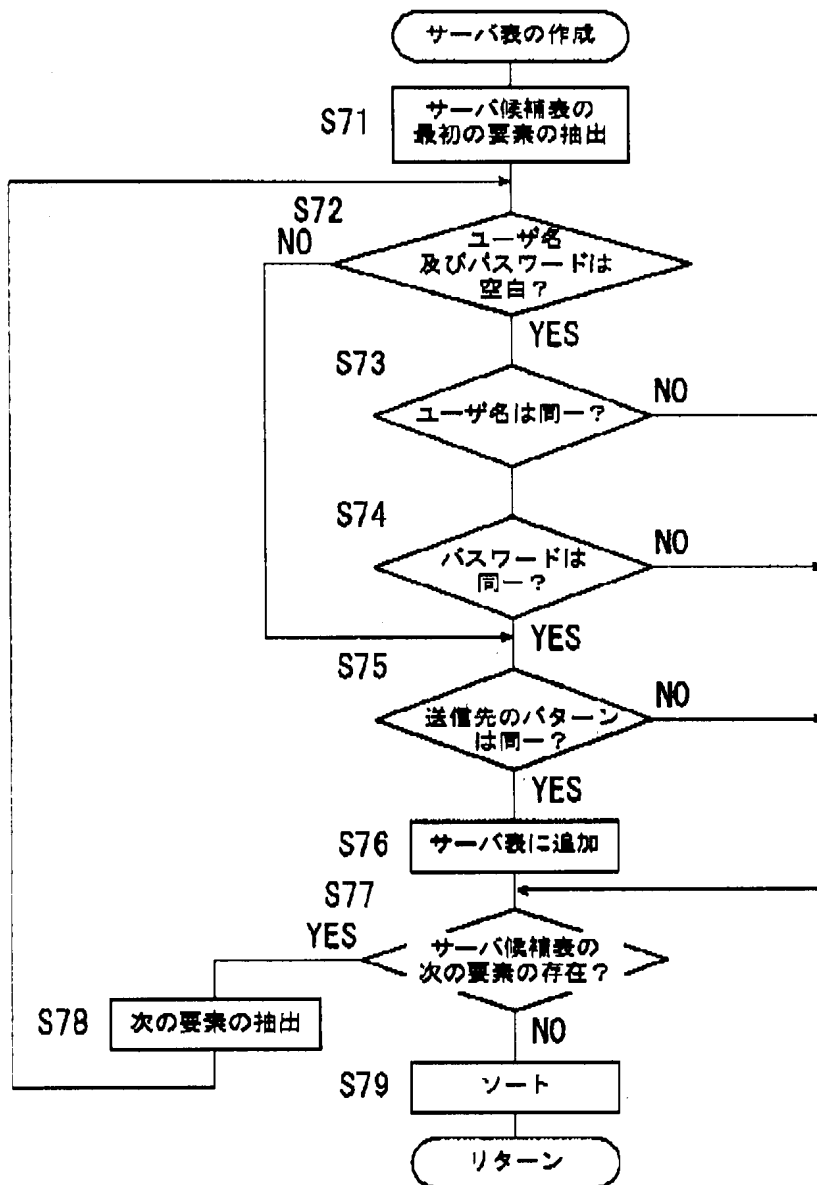 サーバ表の作成
S71
サーバ候補表の
最初の要素の抽出
S72
NO
ユーザ名
及びパスワードは
空白？
YES
S73
NO
ユーザ名は同一？
S74
NO
パスワードは
同一？
YES
S75
NO
送信先のパターン
は同一？
YES
S76
サーバ表に追加
S77
YES
サーバ候補表の
次の要素の存在？
S78
次の要素の抽出
NO
S79
ソート
リターン